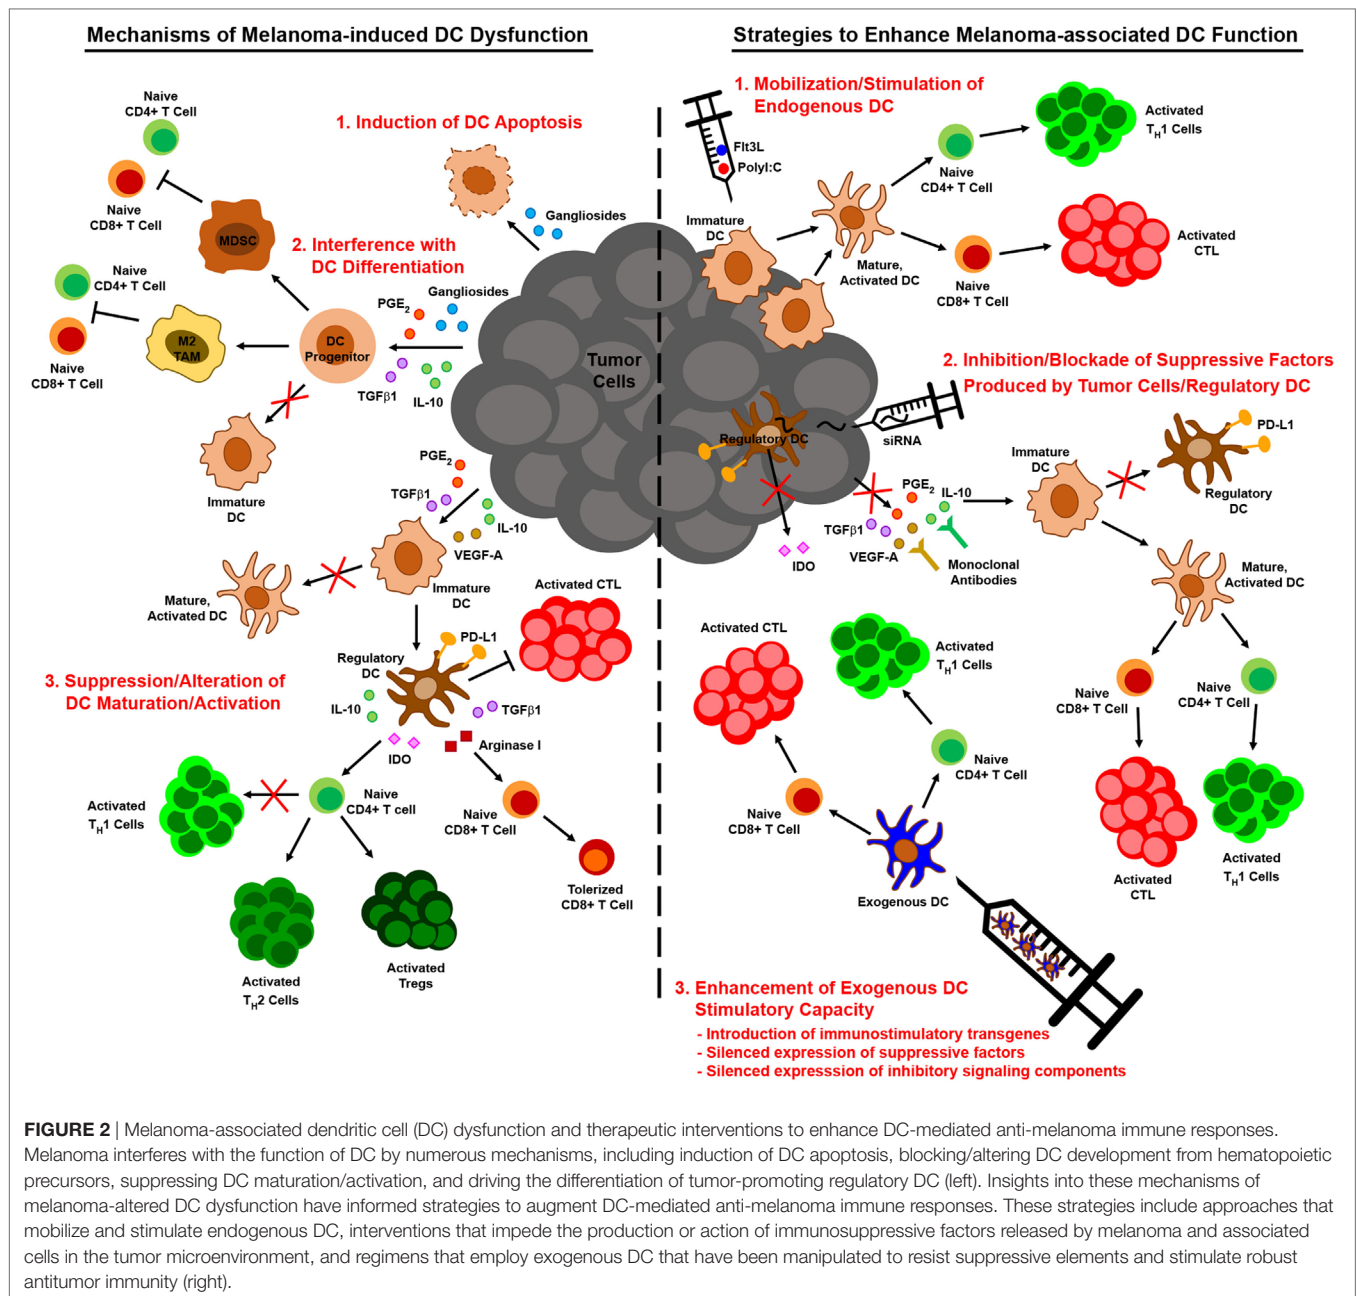 Mechanisms of Melanoma-induced DC Dysfunction
Naive
CD4+ T Cell
Naive
CD8+ T Cell
MDSC
1. Induction of DC Apoptosis
Gangliosides
2. Interference with
DC Differentiation
Naive
CD4+ T Cell
Naive
CD8+ T Cell
M2
TAM
DC
Progenitor
PGE2
Gangliosides
TGFβ1
IL-10
Immature
DC
Tumor
Cells
PGE2
TGFβ1
IL-10
VEGF-A
Immature
DC
Mature,
Activated DC
Activated CTL
3. Suppression/Alteration of
DC Maturation/Activation
Regulatory
DC
PD-L1
IL-10
TGFβ1
IDO
Arginase I
Activated
TH1 Cells
Naive
CD4+ T cell
Naive
CD8+ T Cell
Tolerized
CD8+ T Cell
Activated
TH2 Cells
Activated
Tregs
Strategies to Enhance Melanoma-associated DC Function
1. Mobilization/Stimulation of
Endogenous DC
Flt3L
PolyI:C
Immature
DC
Mature,
Activated DC
Naive
CD4+ T Cell
Activated
TH1 Cells
Naive
CD8+ T Cell
Activated
CTL
2. Inhibition/Blockade of Suppressive Factors
Produced by Tumor Cells/Regulatory DC
Regulatory DC
siRNA
IDO
PGE2
IL-10
TGFβ1
VEGF-A
Monoclonal
Antibodies
Immature
DC
PD-L1
Regulatory
DC
Mature,
Activated DC
Naive
CD8+ T Cell
Naive
CD4+ T Cell
Activated
CTL
Activated
TH1 Cells
Activated CTL
Activated
TH1 Cells
Naive
CD4+ T Cell
Naive
CD8+ T Cell
Exogenous DC
3. Enhancement of Exogenous DC
Stimulatory Capacity
- Introduction of immunostimulatory transgenes
- Silenced expression of suppressive factors
- Silenced expresssion of inhibitory signaling components
FIGURE 2 | Melanoma-associated dendritic cell (DC) dysfunction and therapeutic interventions to enhance DC-mediated anti-melanoma immune responses.
Melanoma interferes with the function of DC by numerous mechanisms, including induction of DC apoptosis, blocking/altering DC development from hematopoietic
precursors, suppressing DC maturation/activation, and driving the differentiation of tumor-promoting regulatory DC (left). Insights into these mechanisms of
melanoma-altered DC dysfunction have informed strategies to augment DC-mediated anti-melanoma immune responses. These strategies include approaches that
mobilize and stimulate endogenous DC, interventions that impede the production or action of immunosuppressive factors released by melanoma and associated
cells in the tumor microenvironment, and regimens that employ exogenous DC that have been manipulated to resist suppressive elements and stimulate robust
antitumor immunity (right).